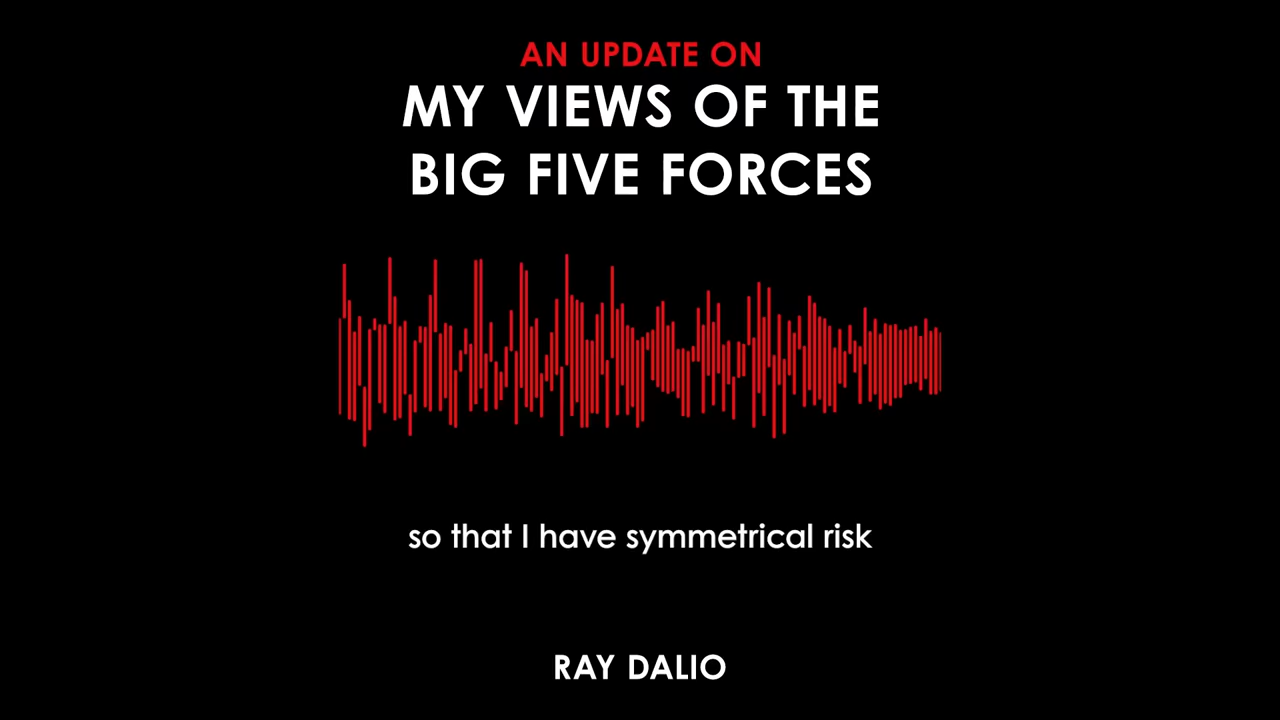 AN UPDATE ON
MY VIEWS OF THE
BIG FIVE FORCES
so that I have symmetrical risk
RAY DALIO